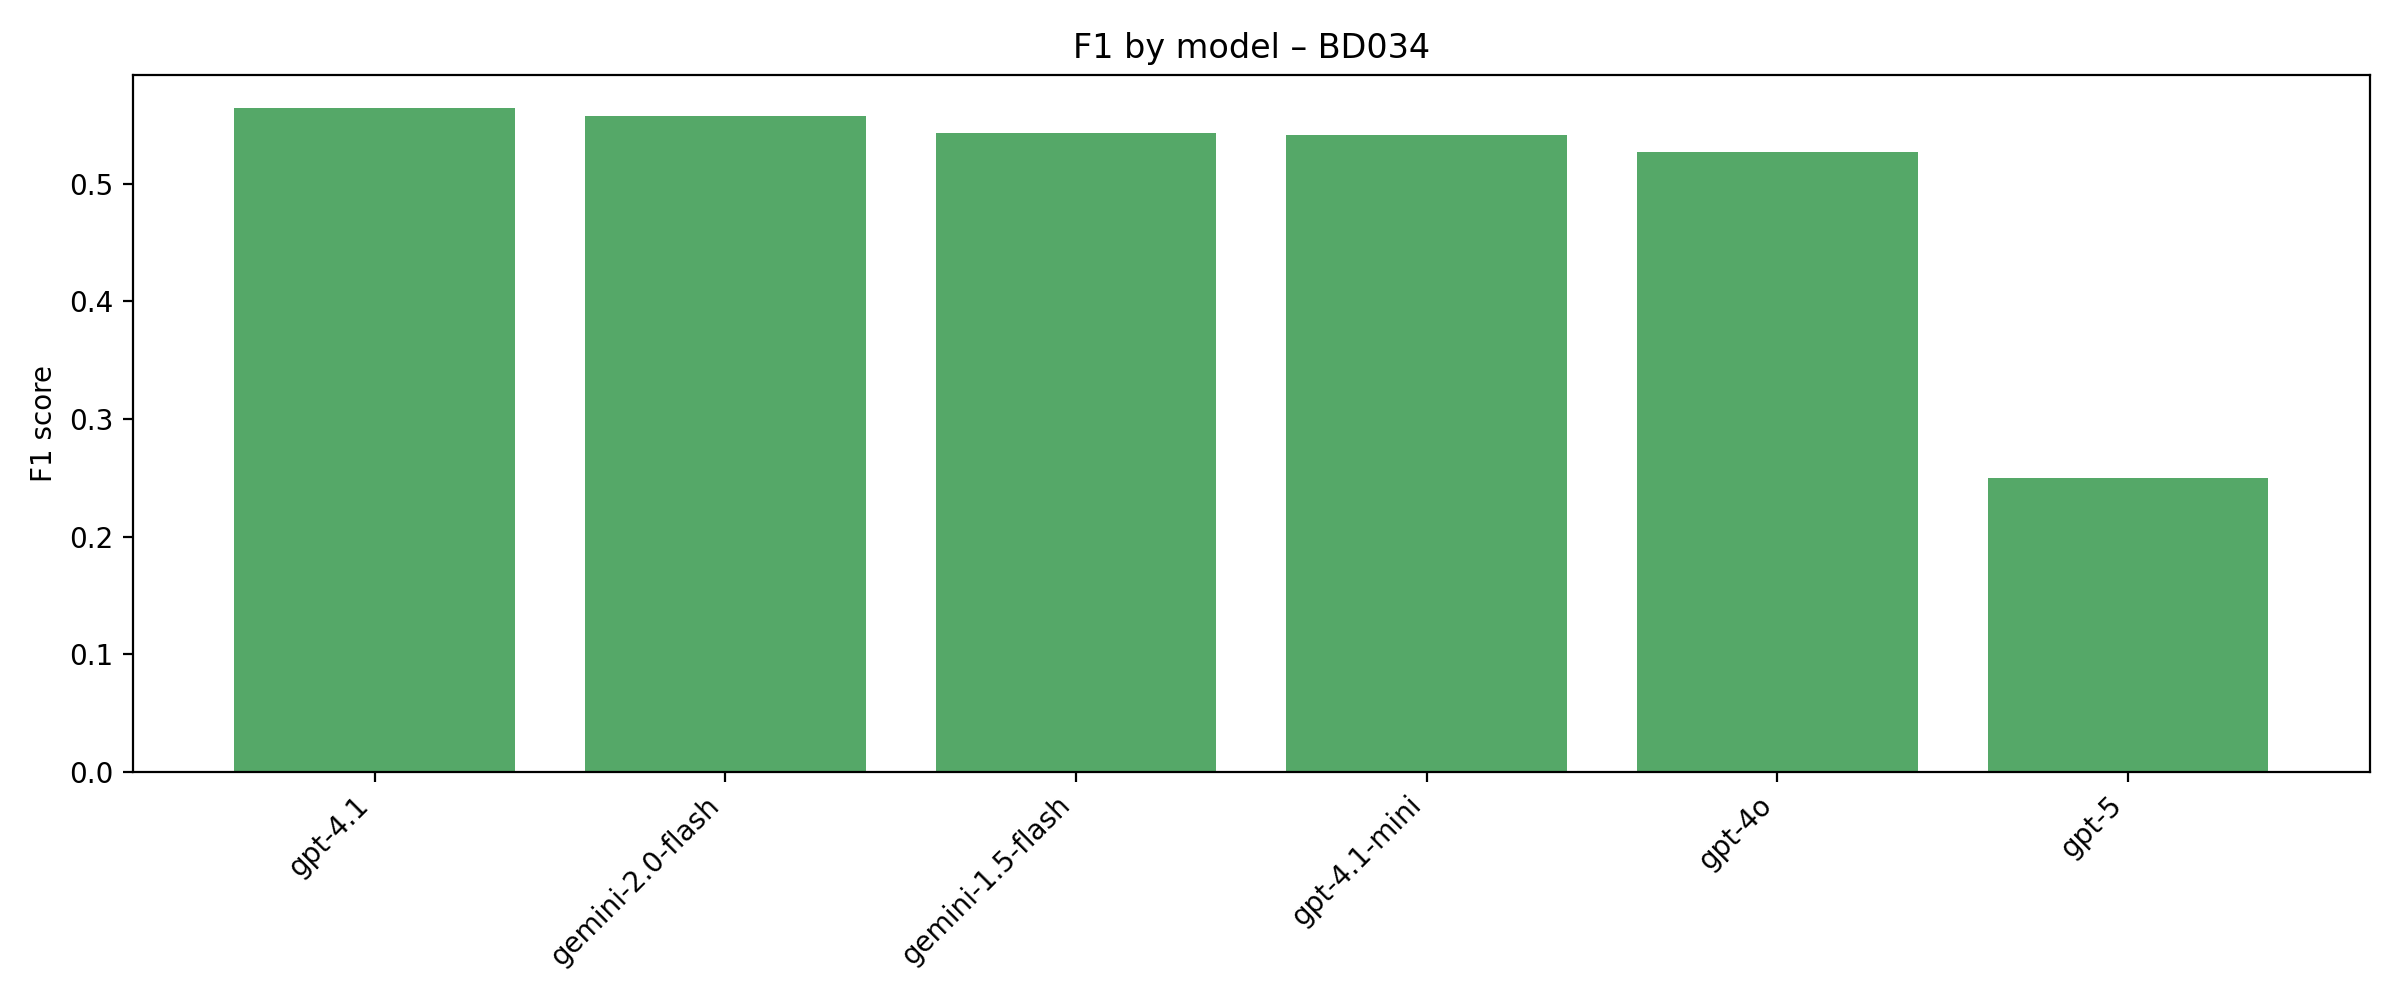 F1 by model – BD034
F1 score
0.5
0.4
0.3
0.2
0.1
0.0
gpt-4.1
gemini-2.0-flash
gemini-1.5-flash
gpt-4.1-mini
gpt-4o
gpt-5